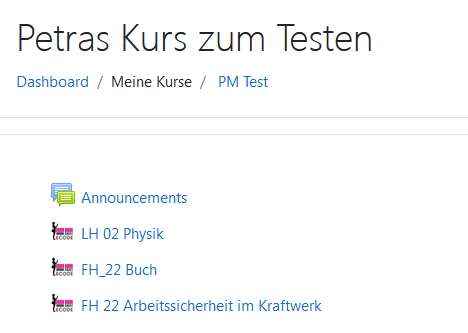 Petras Kurs zum Testen
Dashboard / Meine Kurse / PM Test
Announcements
LH 02 Physik
FH_22 Buch
FH 22 Arbeitssicherheit im Kraftwerk